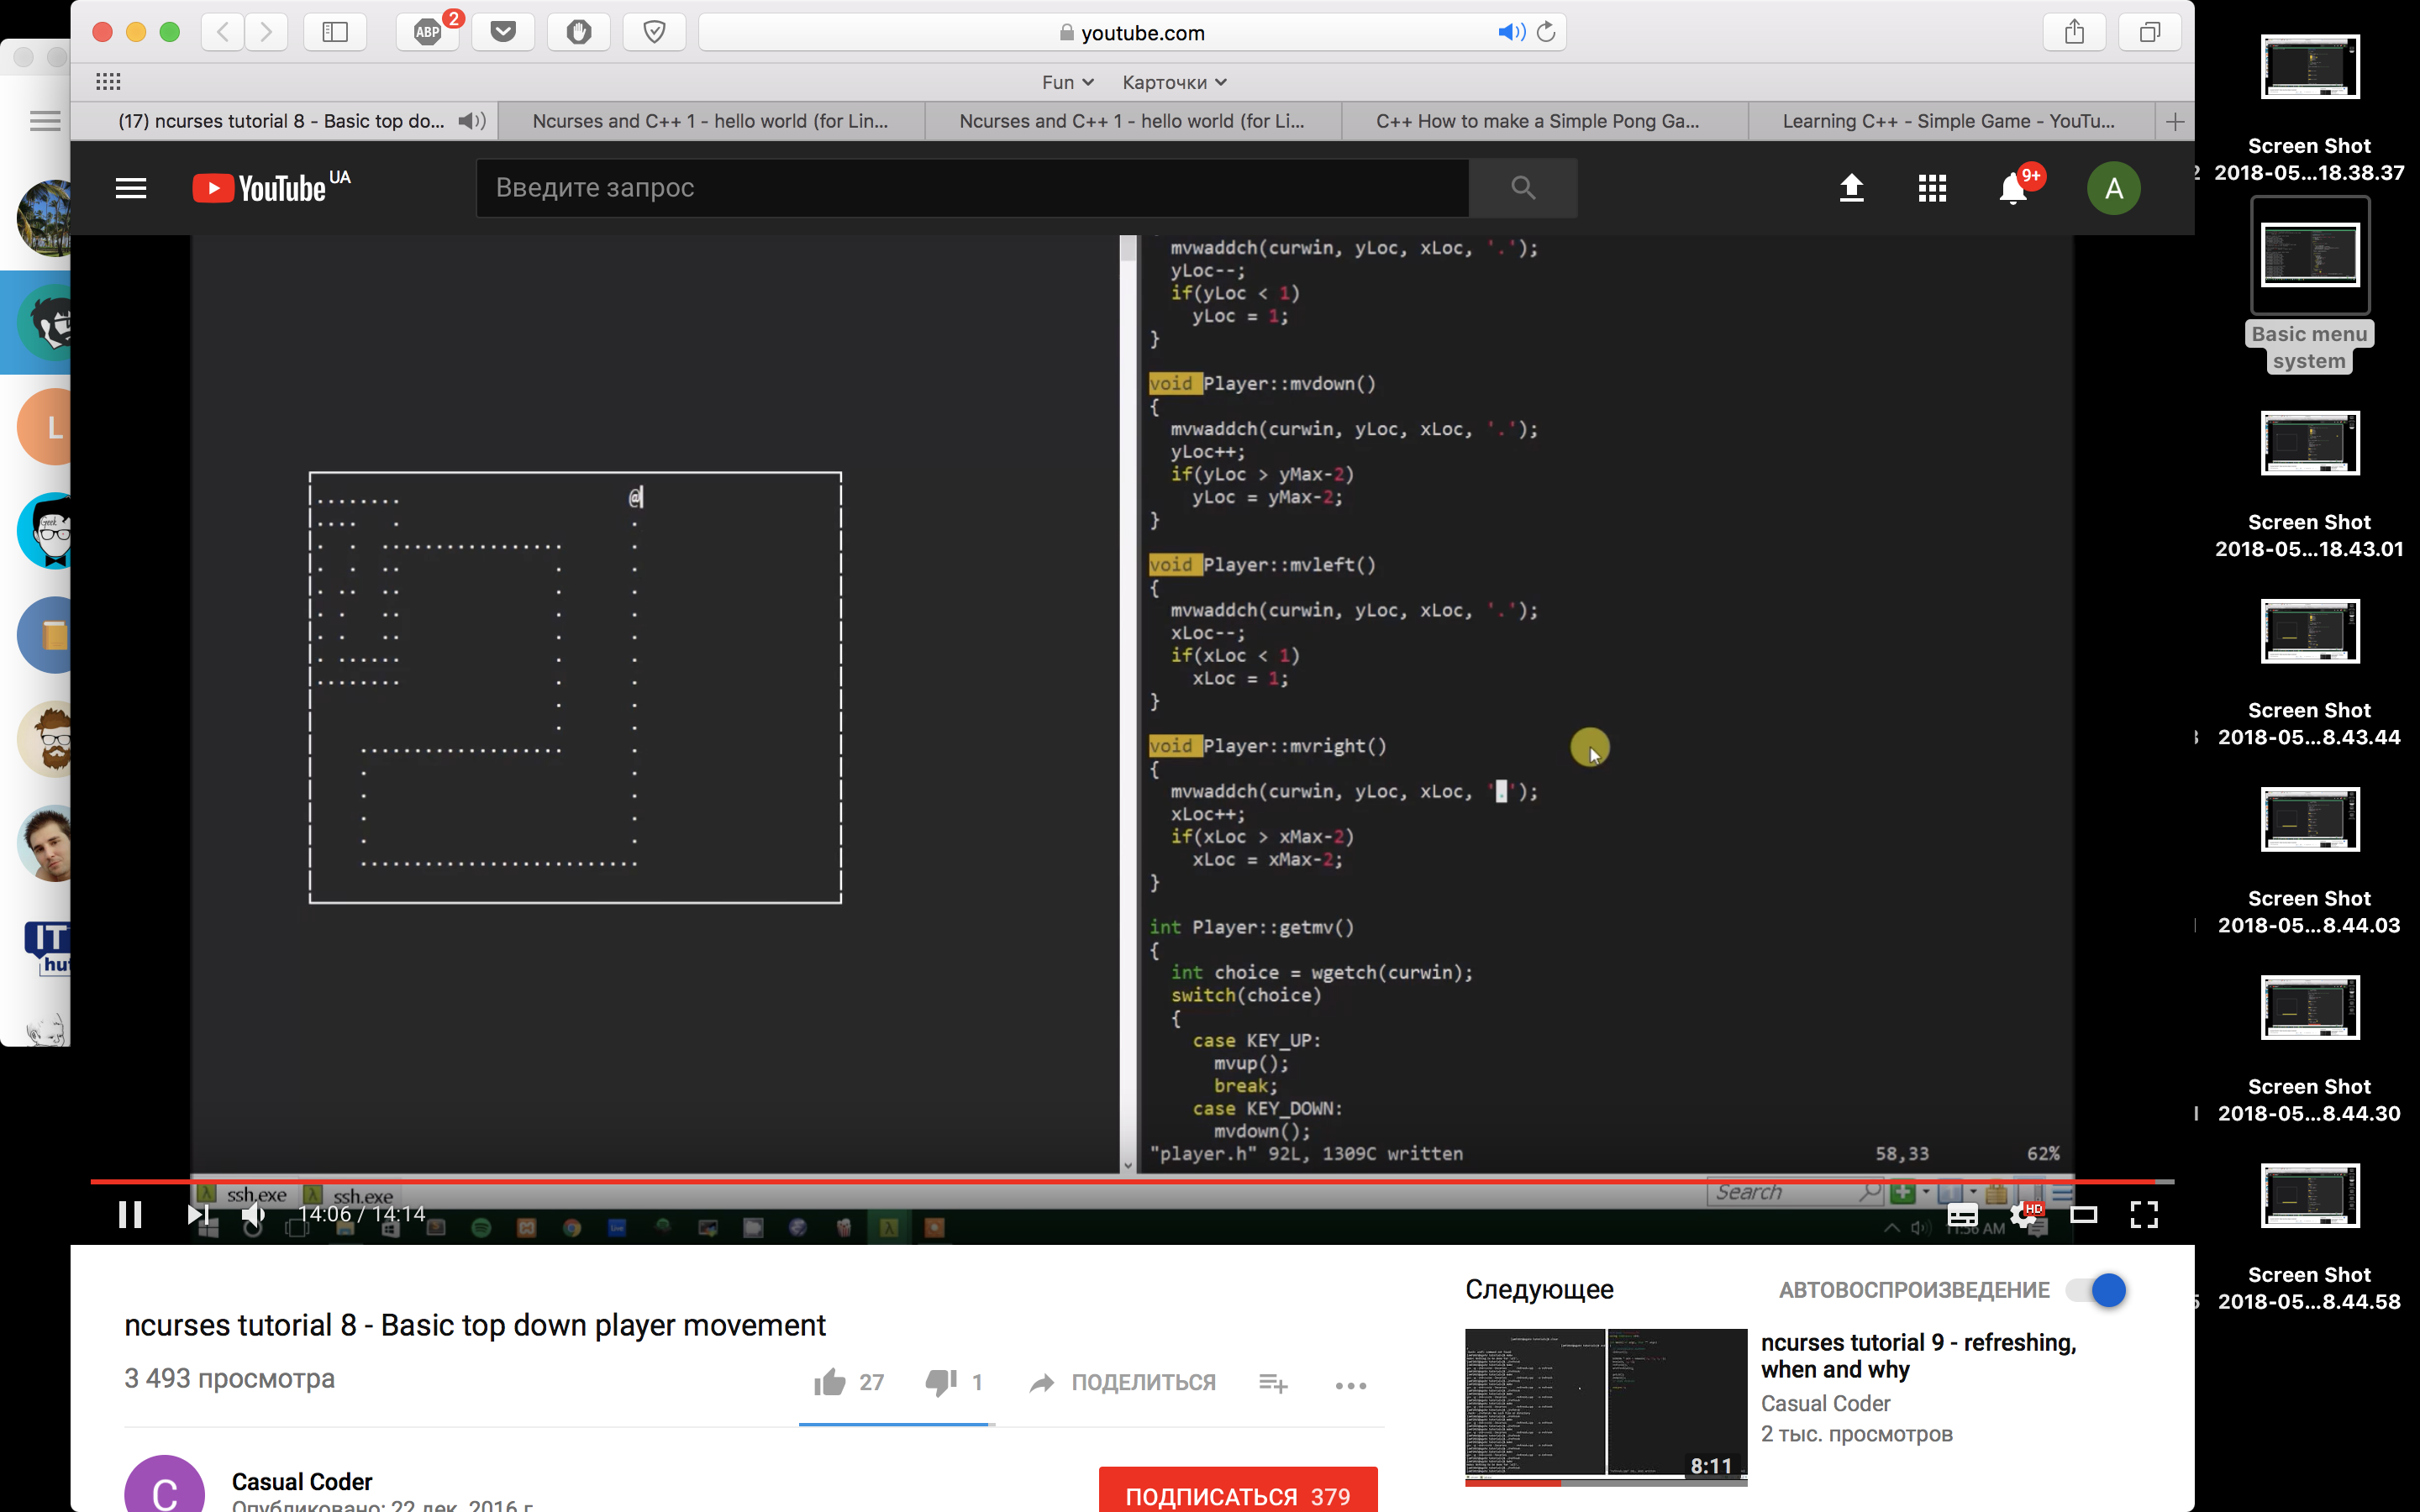 ABP
2
youtube.com
Fun
Карточки
(17) ncurses tutorial 8 - Basic top do...
Ncurses and C++ 1 - hello world (for Lin...
Ncurses and C++ 1 - hello world (for Li...
C++ How to make a Simple Pong Ga...
Learning C++ - Simple Game - YouTu...
YouTube UA
Введите запрос
9+
A
L
Geek
IT
hu
@
mvwaddch(curwin, yLoc, xLoc, '.');
yLoc--;
if(yLoc < 1)
yLoc = 1;
}
void Player::mvdown()
{
mvwaddch(curwin, yLoc, xLoc, '.');
yLoc++;
if(yLoc > yMax-2)
yLoc = yMax-2;
}
void Player::mvleft()
{
mvwaddch(curwin, yLoc, xLoc, '.');
xLoc--;
if(xLoc < 1)
xLoc = 1;
}
void Player::mvright()
{
mvwaddch(curwin, yLoc, xLoc, '.');
xLoc++;
if(xLoc > xMax-2)
xLoc = xMax-2;
}
int Player::getmv()
{
int choice = wgetch(curwin);
switch(choice)
{
case KEY_UP:
mvup();
break;
case KEY_DOWN:
mvdown();
"player.h" 92L, 1309C written
58,33
62%
ssh.exe
ssh.exe
Search
14:06 / 14:14
HD
11:56 AM
ncurses tutorial 8 - Basic top down player movement
3 493 просмотра
27
1
ПОДЕЛИТЬСЯ
C
Casual Coder
Опубликовано: 22 дек. 2016 г.
ПОДПИСАТЬСЯ 379
Следующее
АВТОВОСПРОИЗВЕДЕНИЕ
8:11
ncurses tutorial 9 - refreshing,
when and why
Casual Coder
2 тыс. просмотров
Screen Shot
2018-05...18.38.37
Basic menu
system
Screen Shot
2018-05...18.43.01
Screen Shot
2018-05...8.43.44
Screen Shot
2018-05...8.44.03
Screen Shot
2018-05...8.44.30
Screen Shot
2018-05...8.44.58